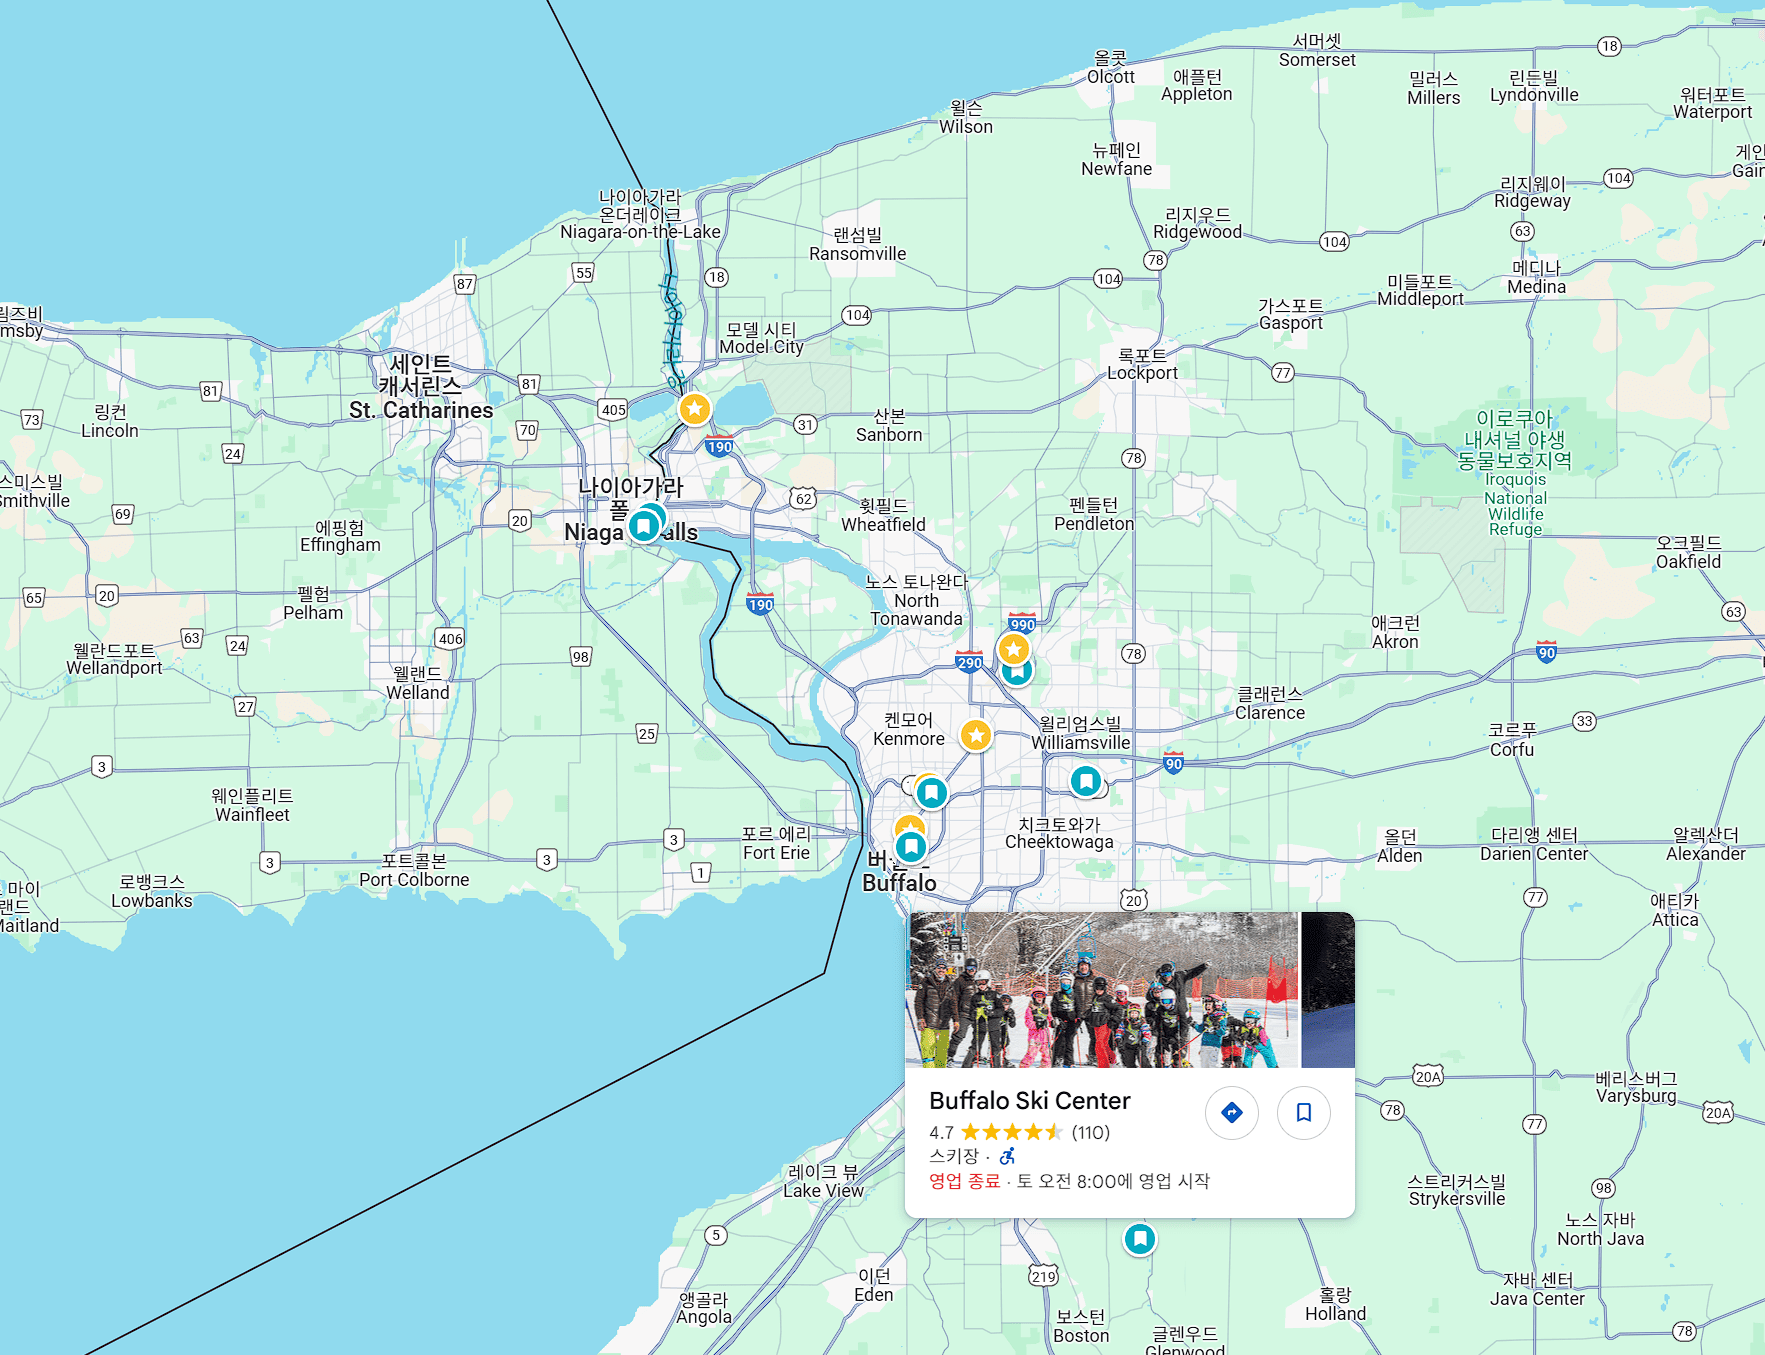 서머셋
Somerset
18
올콧
Olcott
애플턴
Appleton
밀러스
Millers
린든빌
Lyndonville
워터포트
Waterport
윌슨
Wilson
뉴페인
Newfane
104
리지웨이
Ridgeway
나이아가라
온더레이크
Niagara-on-the-Lake
랜섬빌
Ransomville
리지우드
Ridgewood
104
63
78
55
18
87
104
메디나
Medina
미들포트
Middleport
가스포트
Gasport
104
모델 시티
Model City
록포트
Lockport
77
세인트
캐서린스
St. Catharines
81
81
405
링컨
Lincoln
73
70
31
산본
Sanborn
190
24
78
이로쿼아
내셔널 야생
동물보호지역
Iroquois
National
Wildlife
Refuge
스미스빌
Smithville
69
20
나이아가라
폴
62
휫필드
Wheatfield
펜들턴
Pendleton
에핑험
Effingham
오크필드
Oakfield
65
20
펠험
Pelham
190
노스 토나완다
North
Tonawanda
990
63
애크런
Akron
63
24
406
98
290
78
90
웰란드포트
Wellandport
웰랜드
Welland
27
클래런스
Clarence
켄모어
Kenmore
윌리엄스빌
Williamsville
25
33
코르푸
Corfu
3
90
웨인플리트
Wainfleet
포르 에리
Fort Erie
3
치크토와가
Cheektowaga
올던
Alden
다리앵 센터
Darien Center
알렉산더
Alexander
3
3
1
포트콜본
Port Colborne
로뱅크스
Lowbanks
Buffalo
20
77
애티카
Attica
Buffalo Ski Center
4.7 (110)
스키장 ·
영업 종료 · 토 오전 8:00에 영업 시작
20A
78
77
베리스버그
Varysburg
20A
레이크 뷰
Lake View
스트리커스빌
Strykersville
98
노스 자바
North Java
5
219
이던
Eden
자바 센터
Java Center
홀랑
Holland
앵골라
Angola
보스턴
Boston
글렌우드
Glenwood
78